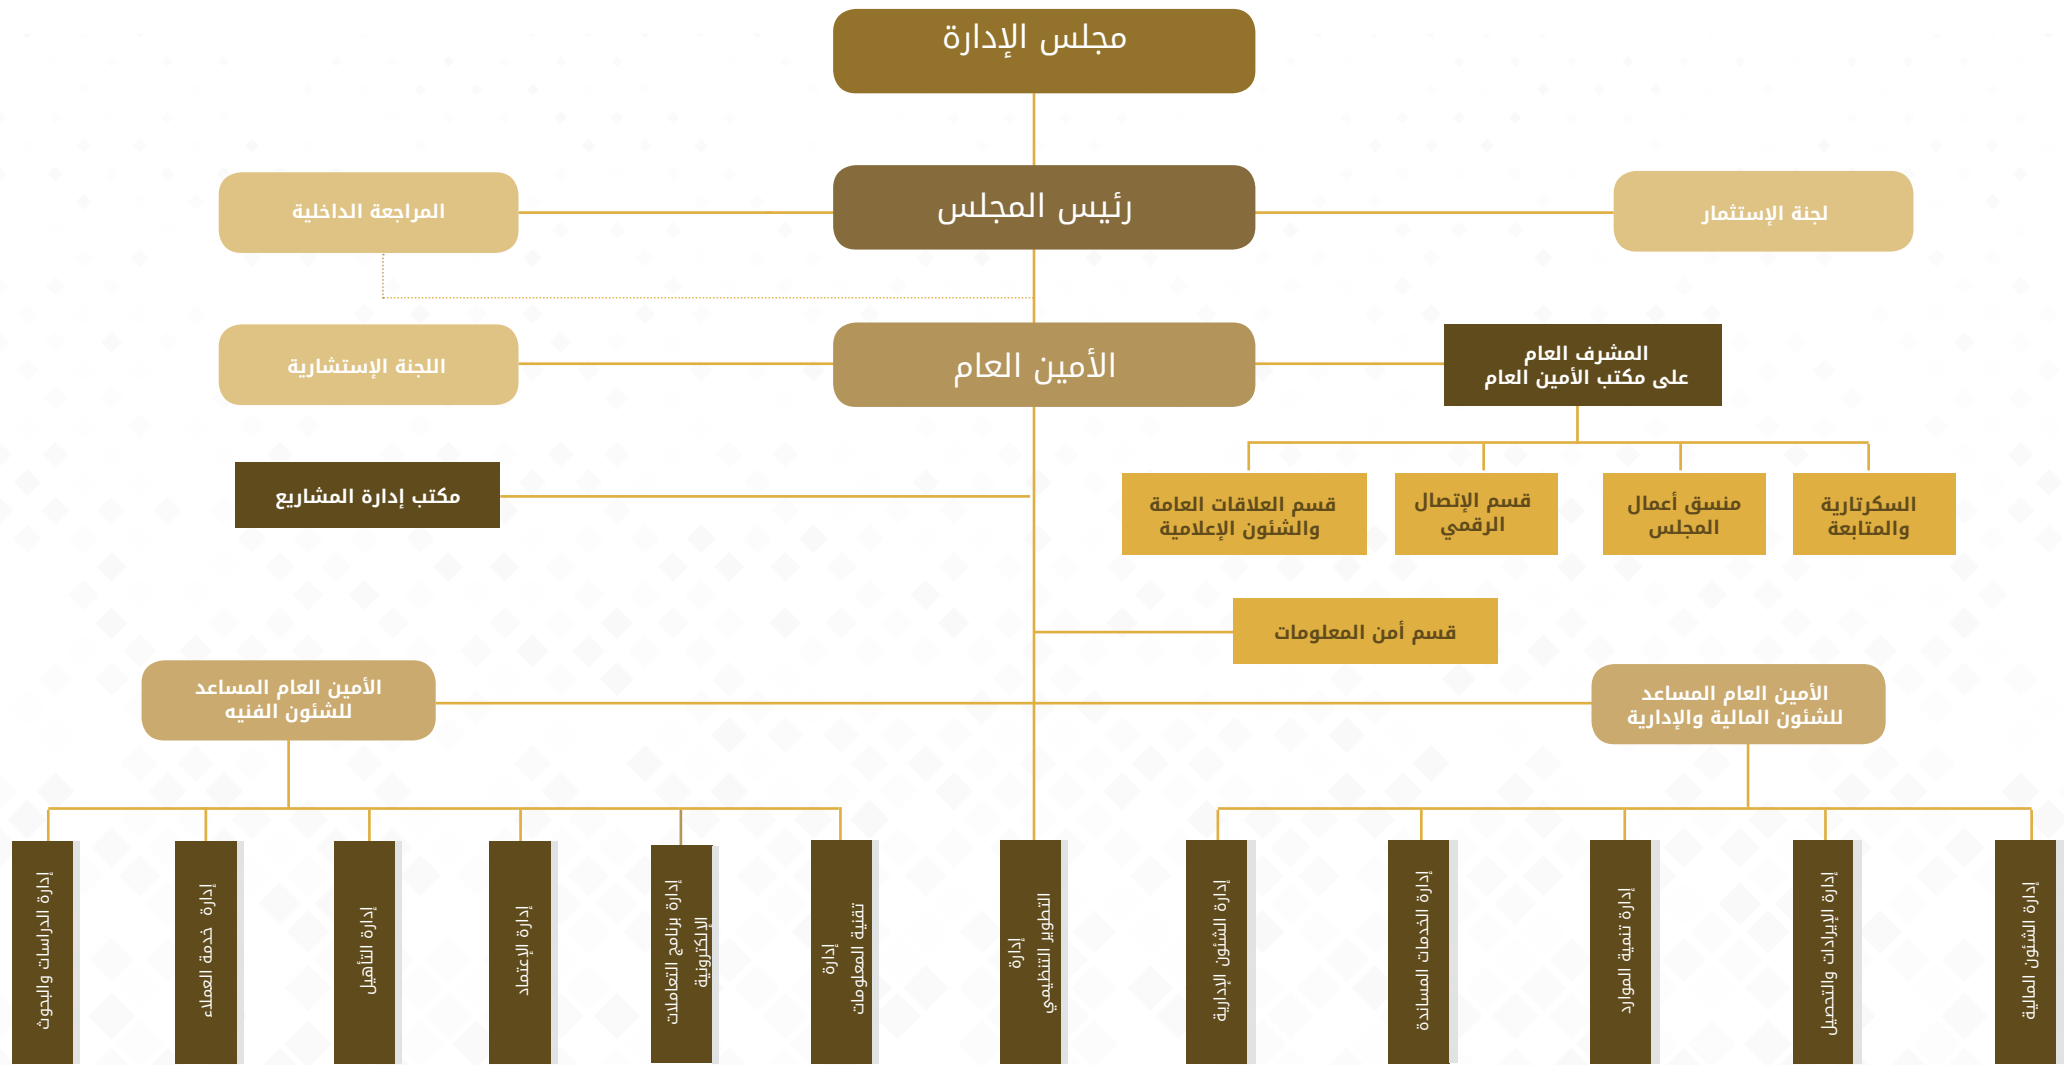 مجلس الإدارة
رئيس المجلس
لجنة الإستثمار
المراجعة الداخلية
الأمين العام
المشرف العام
على مكتب الأمين العام
اللجنة الإستشارية
السكرتارية
والمتابعة
منسق أعمال
المجلس
قسم الإتصال
الرقمي
قسم العلاقات العامة
والشئون الإعلامية
مكتب إدارة المشاريع
قسم أمن المعلومات
الأمين العام المساعد
للشئون المالية والإدارية
الأمين العام المساعد
للشئون الفنيه
إدارة الشئون المالية
إدارة الإيرادات والتحصيل
إدارة تنمية الموارد
إدارة الخدمات المساندة
إدارة الشئون الإدارية
إدارة
التطوير التنظيمي
إدارة
تقنية المعلومات
إدارة برنامج التعاملات
الإلكترونية
إدارة الإعتماد
إدارة التأهيل
إدارة خدمة العملاء
إدارة الدراسات والبحوث